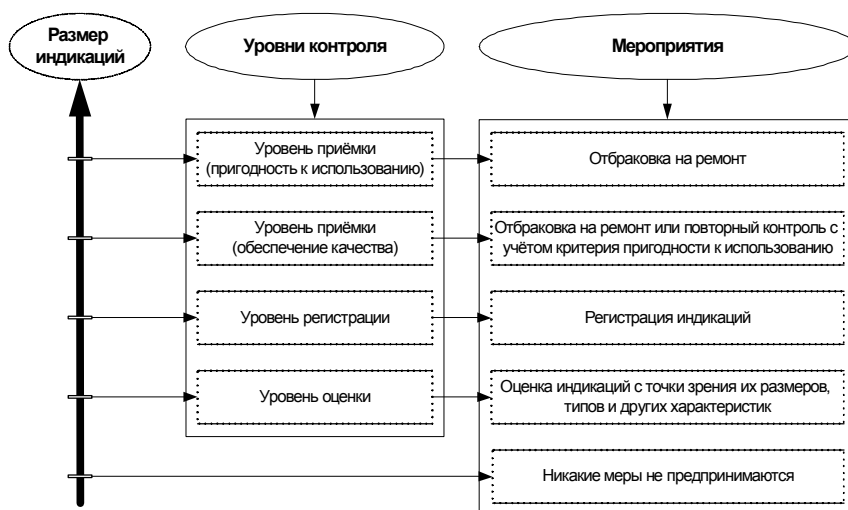 Размер
индикаций
Уровни контроля
Мероприятия
Уровень приёмки
(пригодность к использованию)
Отбраковка на ремонт
Уровень приёмки
(обеспечение качества)
Отбраковка на ремонт или повторный контроль с
учётом критерия пригодности к использованию
Уровень регистрации
Регистрация индикаций
Уровень оценки
Оценка индикаций с точки зрения их размеров,
типов и других характеристик
Никакие меры не предпринимаются